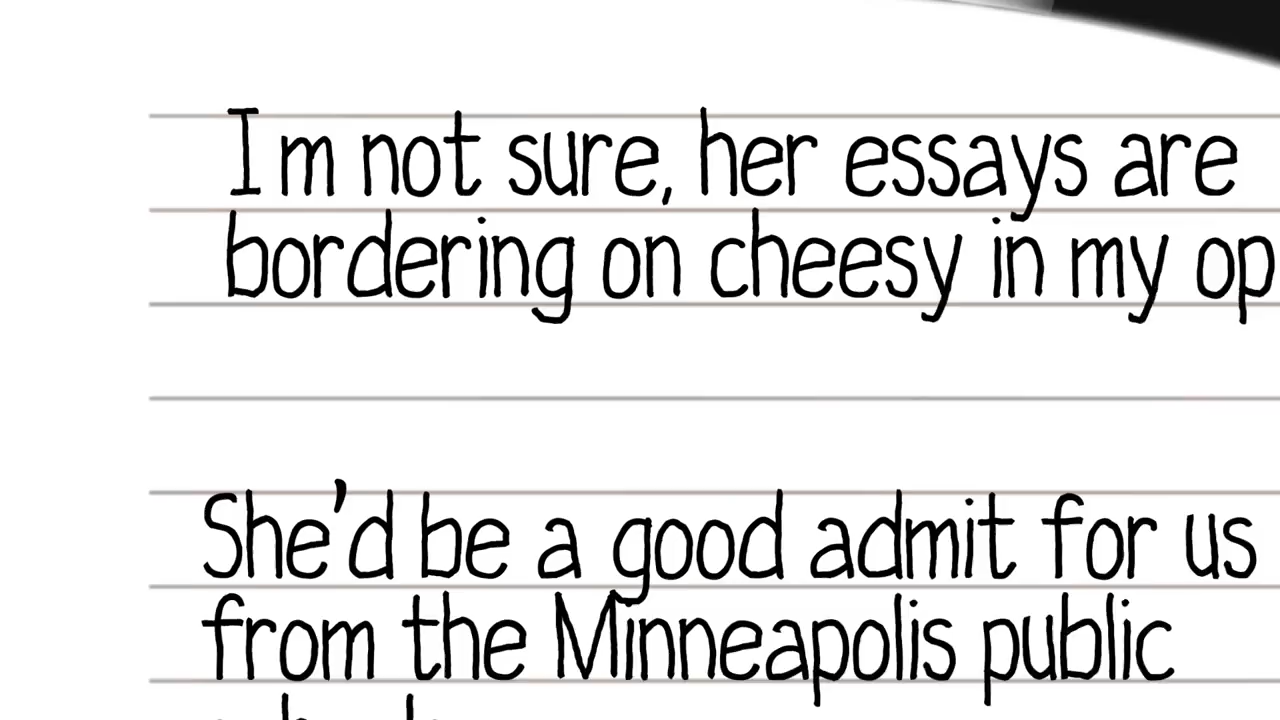 Im not sure, her essays are
bordering on cheesy in my op
She'd be a good admit for us
from the Minneapolis public